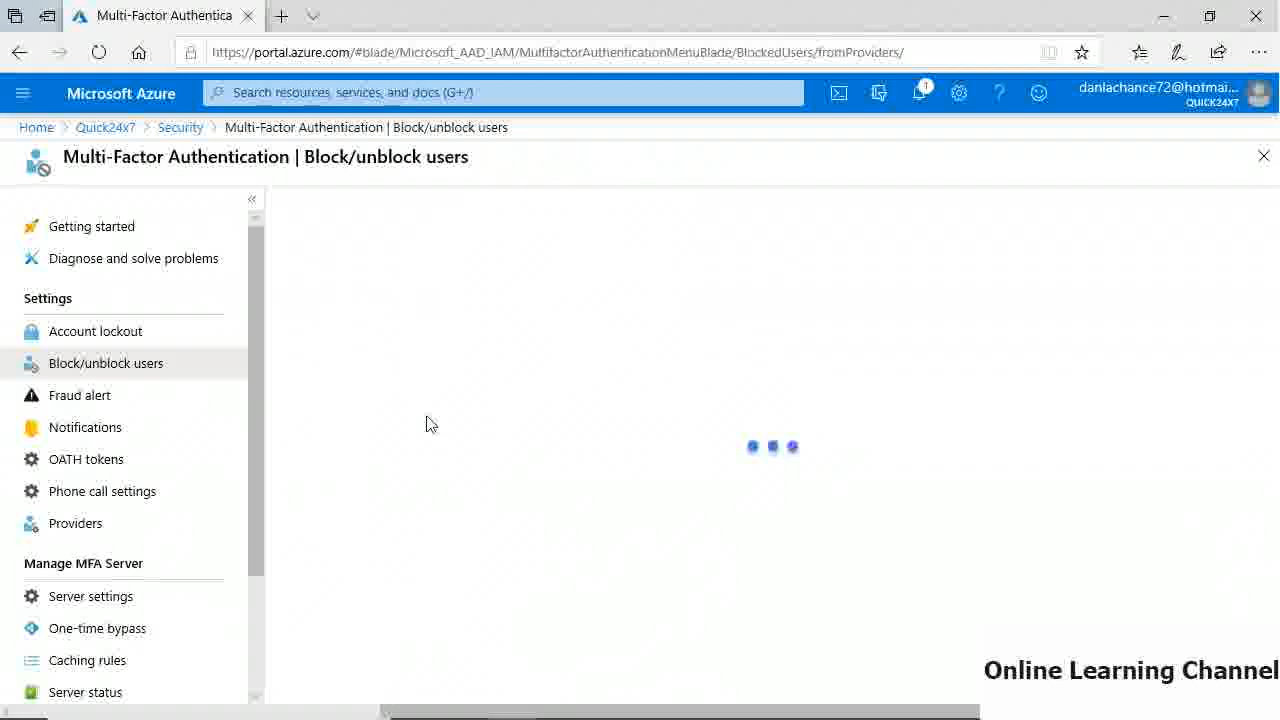 Multi-Factor Authentica
https://portal.azure.com/#blade/Microsoft_AAD_IAM/MultifactorAuthenticationMenuBlade/BlockedUsers/fromProviders/
Microsoft Azure
Search resources, services, and docs (G+/)
1
danlachance72@hotmai...
QUICK24X7
Home > Quick24x7 > Security > Multi-Factor Authentication | Block/unblock users
Multi-Factor Authentication | Block/unblock users
Getting started
Diagnose and solve problems
Settings
Account lockout
Block/unblock users
Fraud alert
Notifications
OATH tokens
Phone call settings
Providers
Manage MFA Server
Server settings
One-time bypass
Caching rules
Server status
Online Learning Channel